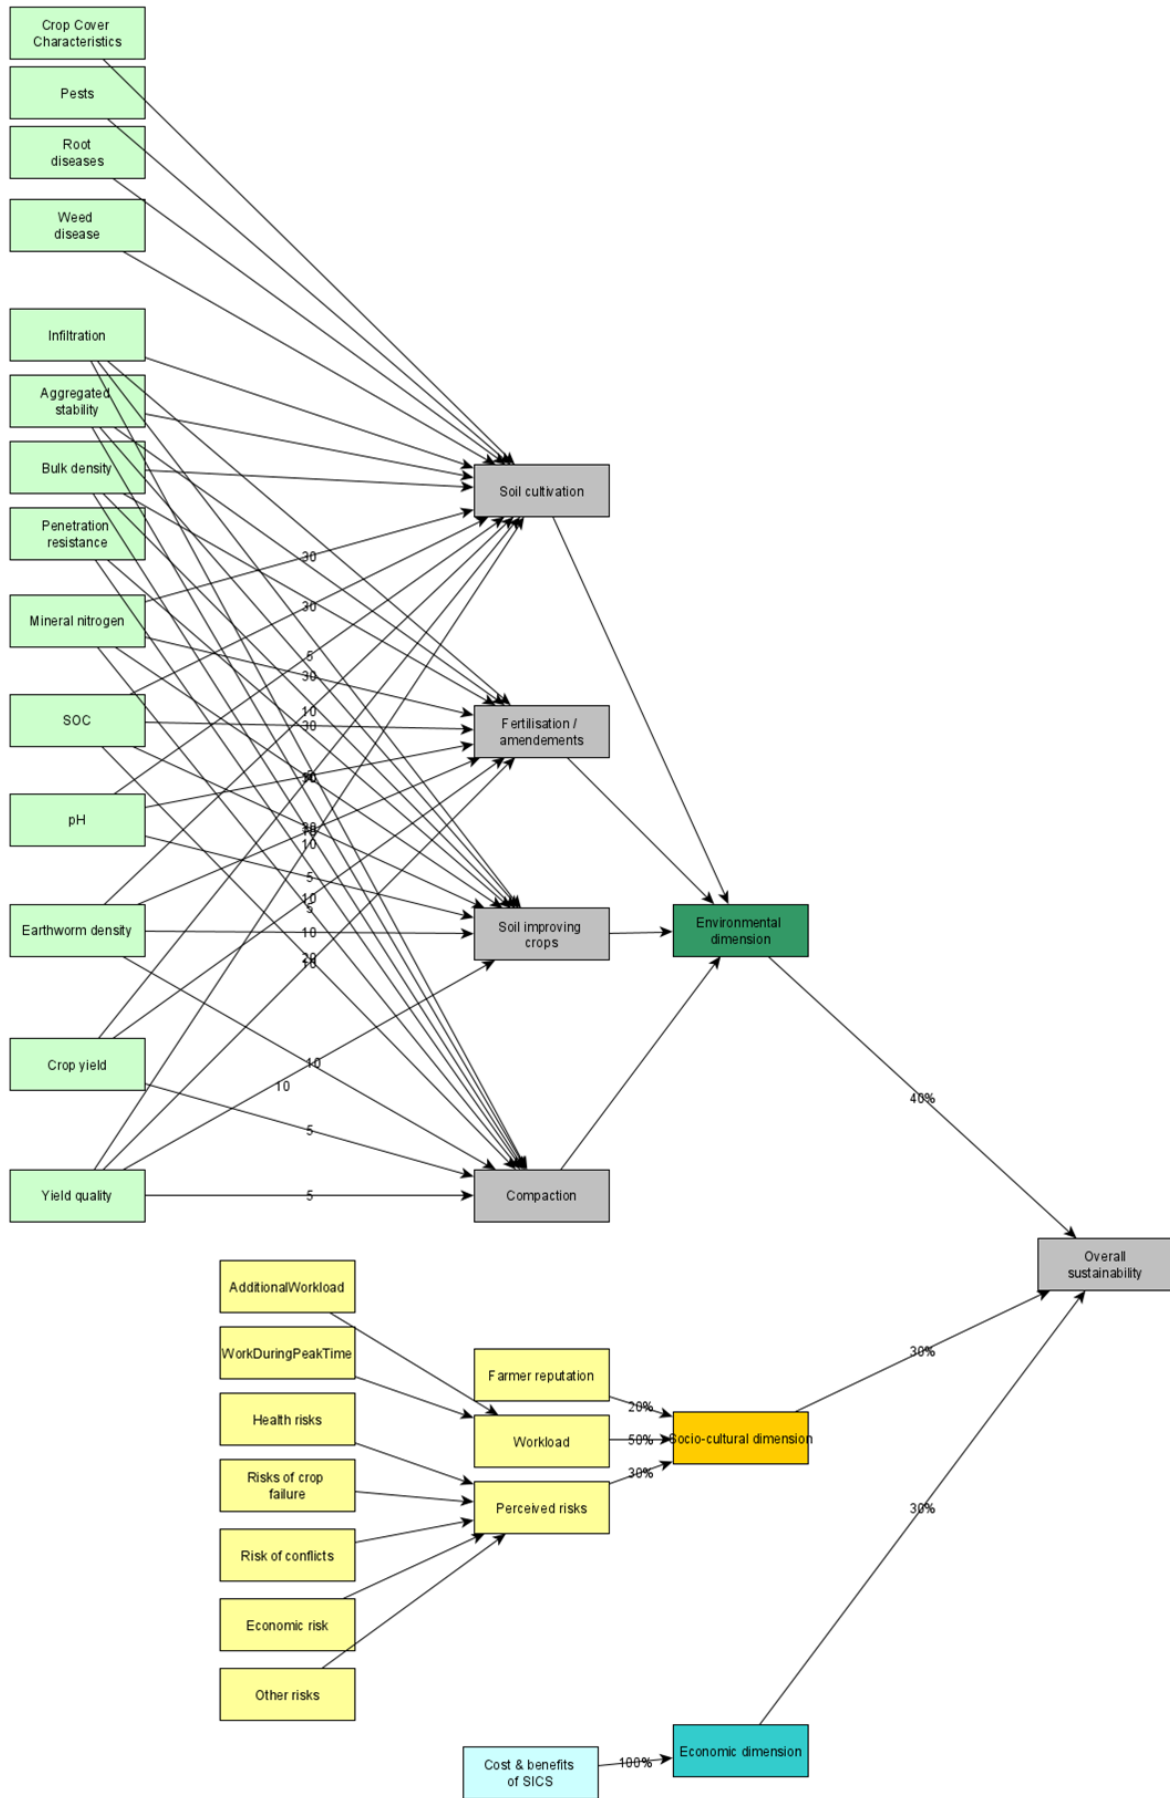 Crop Cover
Characteristics
Pests
Root
diseases
Weed
disease
Infiltration
Aggregated
stability
Bulk density
Penetration
resistance
Mineral nitrogen
SOC
pH
Earthworm density
Crop yield
Yield quality
Soil cultivation
Fertilisation /
amendements
Soil improving
crops
Compaction
30
30
5
30
10
30
10
5
10
5
10
10
10
5
5
Environmental
dimension
40%
Overall
sustainability
AdditionalWorkload
WorkDuringPeakTime
Health risks
Risks of crop
failure
Risk of conflicts
Economic risk
Other risks
Farmer reputation
Workload
Perceived risks
20%
50%
30%
Socio-cultural dimension
30%
30%
Cost & benefits
of SICS
100%
Economic dimension